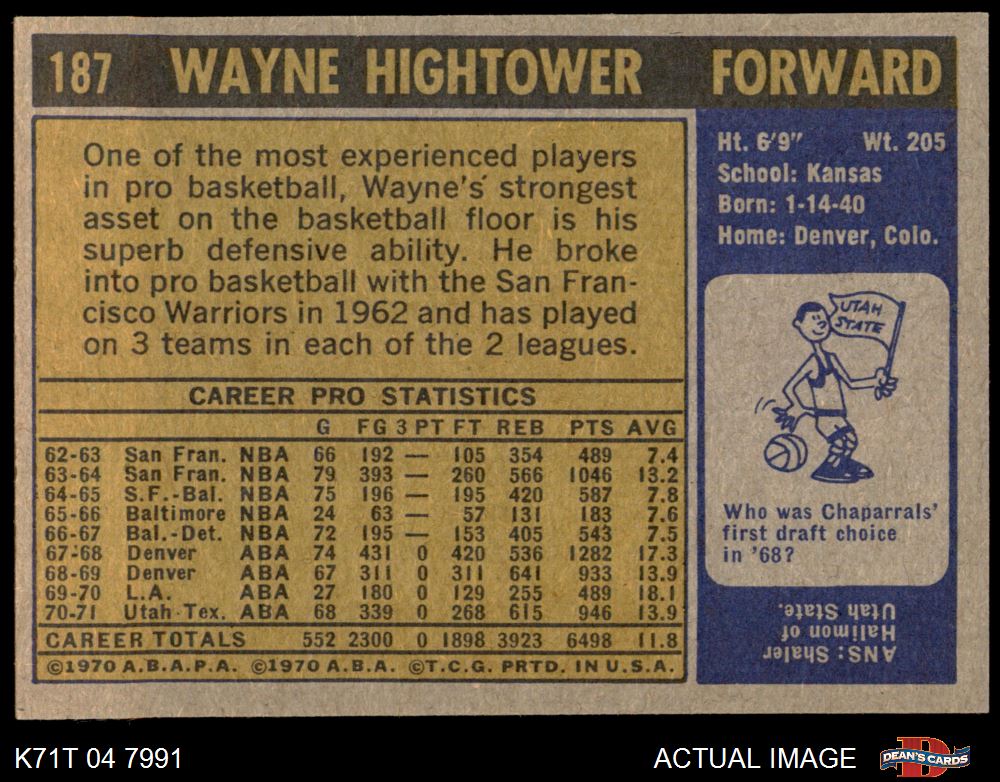 187 WAYNE HIGHTOWER FORWARD
One of the most experienced players
in pro basketball, Wayne's strongest
asset on the basketball floor is his
superb defensive ability. He broke
into pro basketball with the San Fran-
cisco Warriors in 1962 and has played
on 3 teams in each of the 2 leagues.
CAREER PRO STATISTICS
G FG 3 PT FT REB PTS AVG
62-63 San Fran. NBA 66 192 — 105 354 489 7.4
63-64 San Fran. NBA 79 393 — 260 566 1046 13.2
64-65 S.F.-Bal. NBA 75 196 — 195 420 587 7.8
65-66 Baltimore NBA 24 63 — 57 131 183 7.6
66-67 Bal.-Det. NBA 72 195 — 153 405 543 7.5
67-68 Denver ABA 74 431 0 420 536 1282 17.3
68-69 Denver ABA 67 311 0 311 641 933 13.9
69-70 L.A. ABA 27 180 0 129 255 489 18.1
70-71 Utah-Tex. ABA 68 339 0 268 615 946 13.9
CAREER TOTALS 552 2300 0 1898 3923 6498 11.8
©1970 A.B.A.P.A. ©1970 A.B.A. ©T.C.G. PRTD. IN U.S.A.
Ht. 6'9" Wt. 205
School: Kansas
Born: 1-14-40
Home: Denver, Colo.
UTAH
STATE
Who was Chaparrals'
first draft choice
in '68?
ANS: Shaler
Halimon of
Utah State.
K71T 04 7991 ACTUAL IMAGE D DEAN'S CARDS